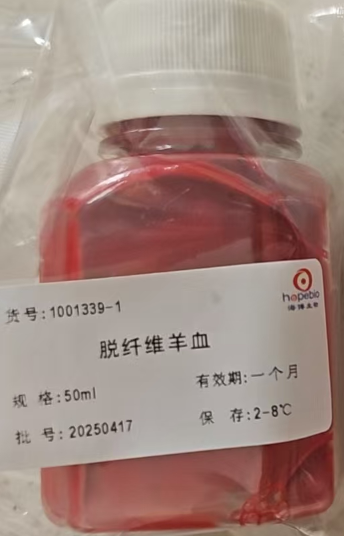 hopebio
海博生物
货号:1001339-1
脱纤维羊血
规 格:50ml
有效期:一个月
批 号:20250417
保 存:2-8℃